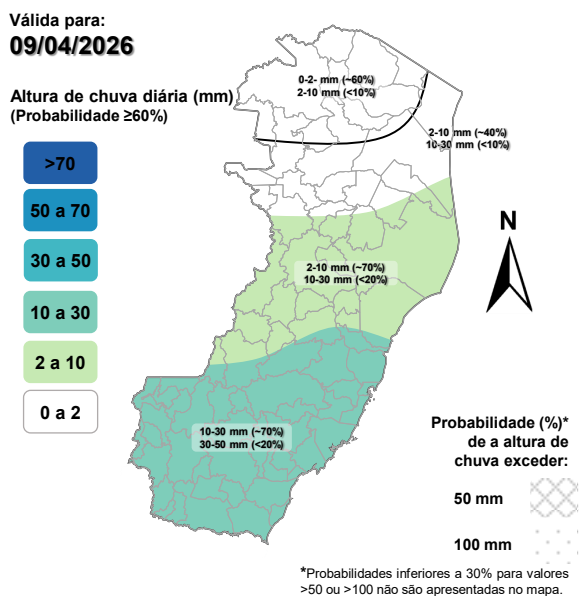 Válida para:
09/04/2026
Altura de chuva diária (mm)
(Probabilidade ≥60%)
>70
50 a 70
30 a 50
10 a 30
2 a 10
0 a 2
0-2- mm (~60%)
2-10 mm (<10%)
2-10 mm (~40%)
10-30 mm (<10%)
2-10 mm (~70%)
10-30 mm (<20%)
10-30 mm (~70%)
30-50 mm (<20%)
N
Probabilidade (%)*
de a altura de
chuva exceder:
50 mm
100 mm
*Probabilidades inferiores a 30% para valores
>50 ou >100 não são apresentadas no mapa.